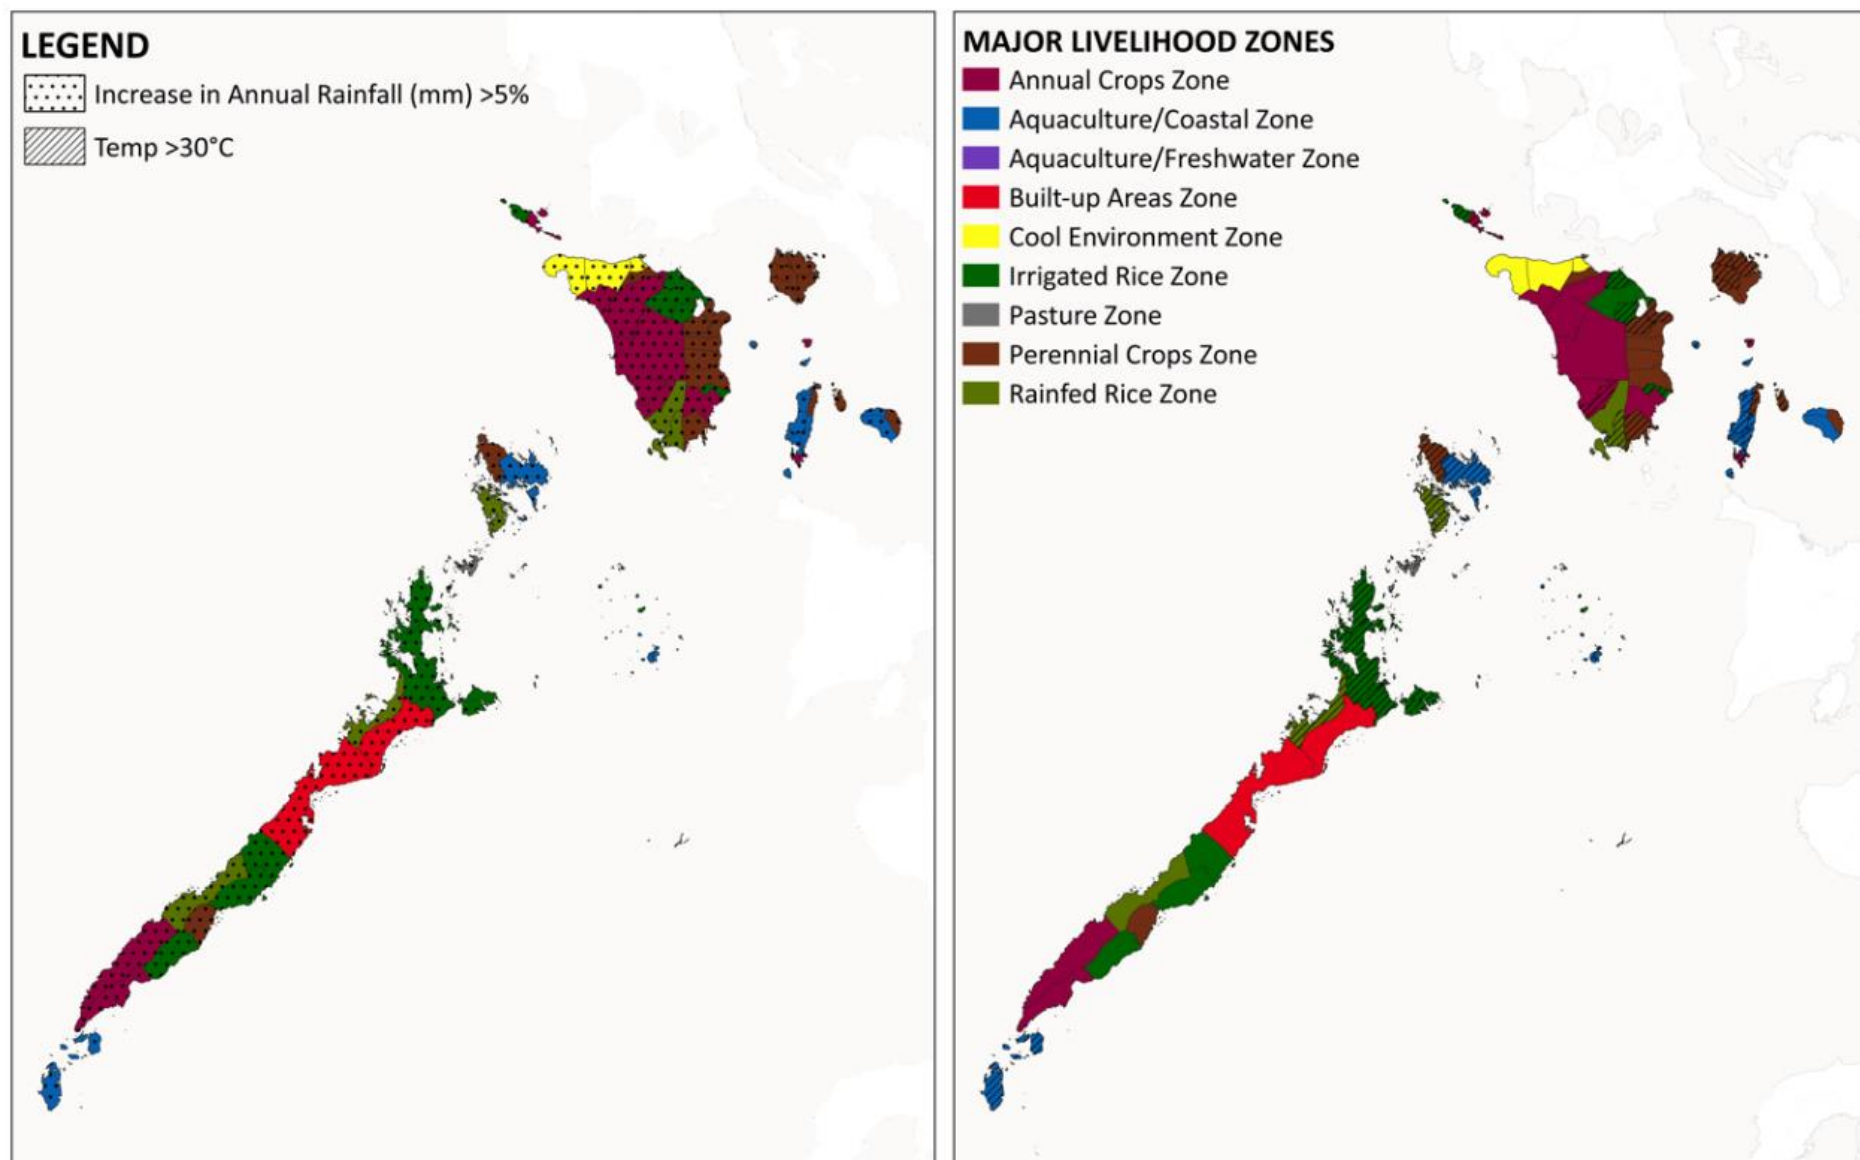 LEGEND
Increase in Annual Rainfall (mm) >5%
Temp >30°C
MAJOR LIVELIHOOD ZONES
Annual Crops Zone
Aquaculture/Coastal Zone
Aquaculture/Freshwater Zone
Built-up Areas Zone
Cool Environment Zone
Irrigated Rice Zone
Pasture Zone
Perennial Crops Zone
Rainfed Rice Zone